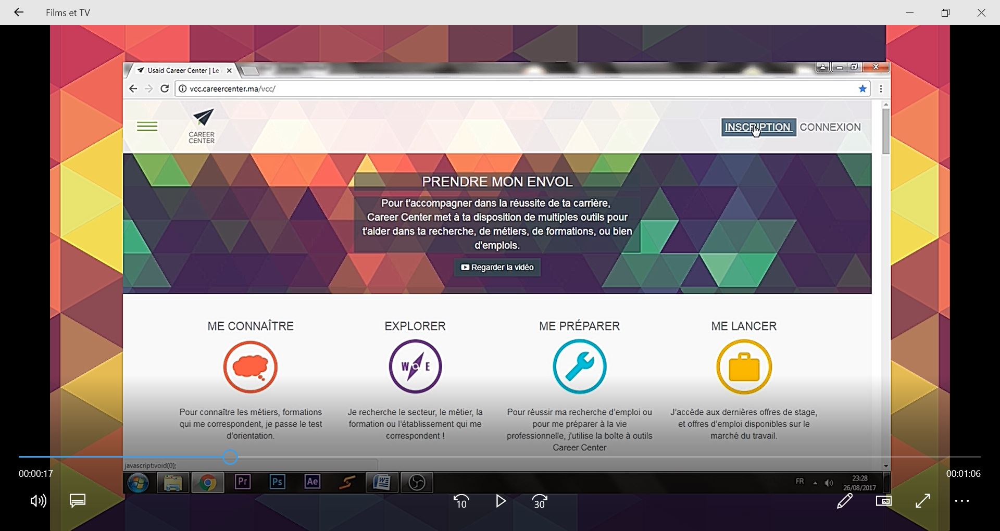 Films et TV
Usaid Career Center | Le
vcc.careercenter.ma/vcc/
CAREER
CENTER
INSCRIPTION CONNEXION
PRENDRE MON ENVOL
Pour t'accompagner dans la réussite de ta carrière,
Career Center met à ta disposition de multiples outils pour
t'aider dans ta recherche, de métiers, de formations, ou bien
d'emplois.
Regarder la vidéo
ME CONNAÎTRE
Pour connaître les métiers, formations
qui me correspondent, je passe le test
d'orientation.
EXPLORER
W E
Je recherche le secteur, le métier, la
formation ou l'établissement qui me
correspondent !
ME PRÉPARER
Pour réussir ma recherche d'emploi ou
pour me préparer à la vie
professionnelle, j'utilise la boîte à outils
Career Center
ME LANCER
J'accède aux dernières offres de stage,
et offres d'emploi disponibles sur le
marché du travail.
javascript:void(0);
00:00:17
00:01:06
Pr
Ps
Ae
W
FR
23:28
26/08/2017
10
30